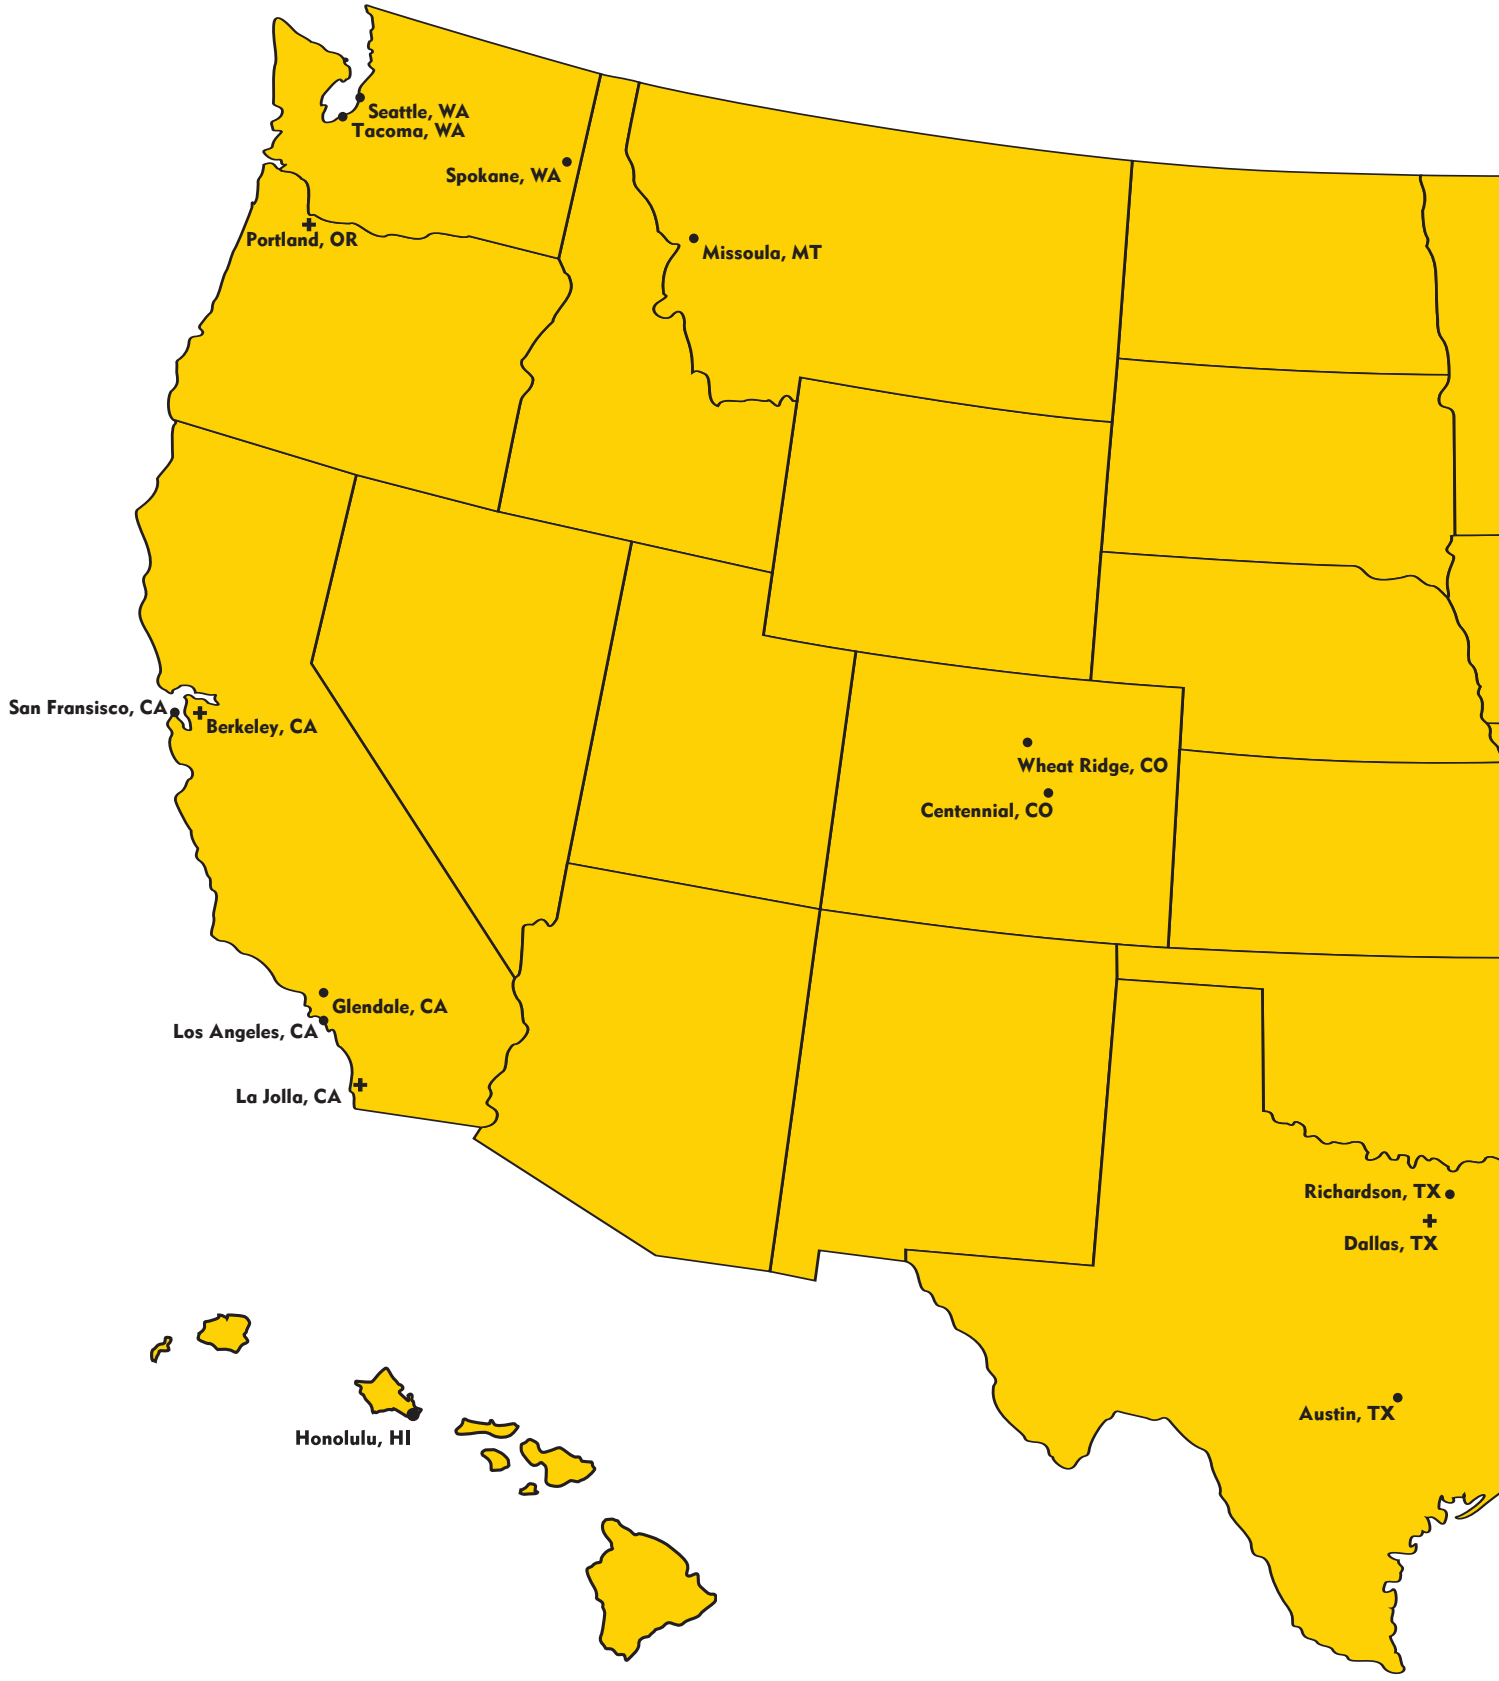 Seattle, WA
Tacoma, WA
Spokane, WA
Portland, OR
Missoula, MT
San Fransisco, CA
Berkeley, CA
Wheat Ridge, CO
Centennial, CO
Glendale, CA
Los Angeles, CA
La Jolla, CA
Richardson, TX
Dallas, TX
Austin, TX
Honolulu, HI